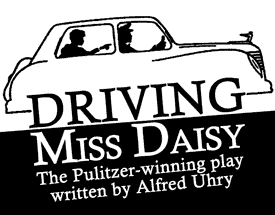 DRIVING
MISS DAISY
The Pulitzer-winning play
written by Alfred Uhry